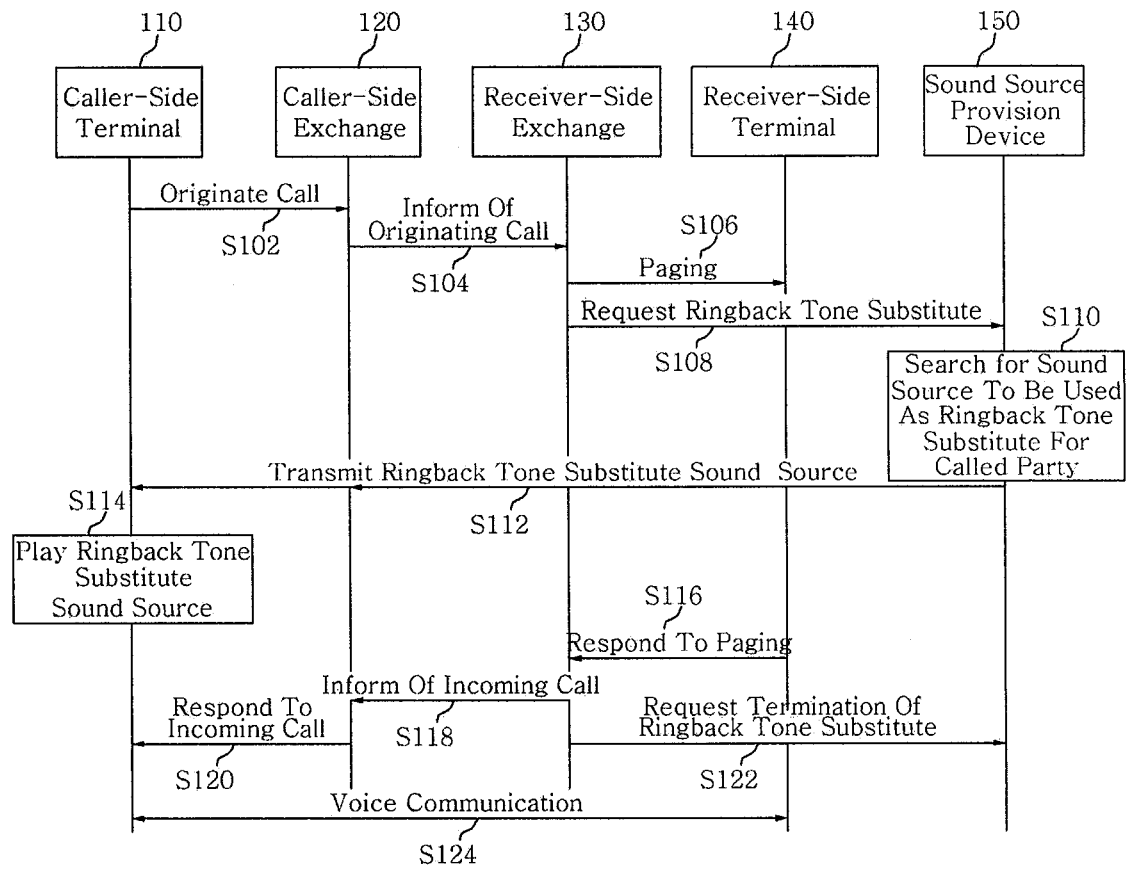 110
120
130
140
150
Caller-Side
Terminal
Caller-Side
Exchange
Receiver-Side
Exchange
Receiver-Side
Terminal
Sound Source
Provision
Device
Originate Call
S102
Inform Of
Originating Call
S104
S106
Paging
Request Ringback Tone Substitute
S108
S110
Search for Sound
Source To Be Used
As Ringback Tone
Substitute For
Called Party
Transmit Ringback Tone Substitute Sound Source
S112
S114
Play Ringback Tone
Substitute
Sound Source
S116
Respond To Paging
Inform Of Incoming Call
S118
Respond To
Incoming Call
S120
Request Termination Of
Ringback Tone Substitute
S122
Voice Communication
S124